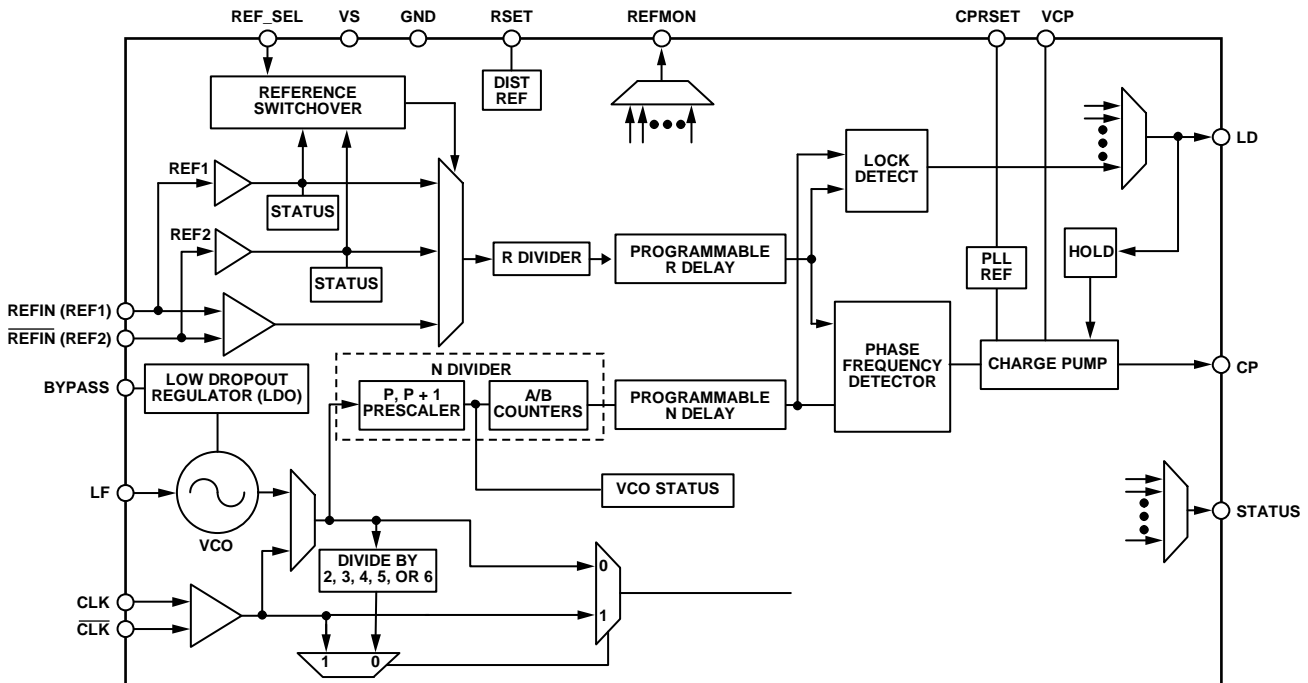 REF_SEL VS GND RSET REFMON CPRSET VCP
REFERENCE
SWITCHOVER
DIST
REF
LD
REF1
STATUS
LOCK
DETECT
REF2
STATUS
R DIVIDER
PROGRAMMABLE
R DELAY
PLL
REF
HOLD
REFIN (REF1)
REFIN (REF2)
BYPASS
LOW DROPOUT
REGULATOR (LDO)
N DIVIDER
P, P + 1
PRESCALER
A/B
COUNTERS
PROGRAMMABLE
N DELAY
PHASE
FREQUENCY
DETECTOR
CHARGE PUMP
CP
LF
VCO
VCO STATUS
STATUS
DIVIDE BY
2, 3, 4, 5, OR 6
0
CLK
CLK
1
1 0